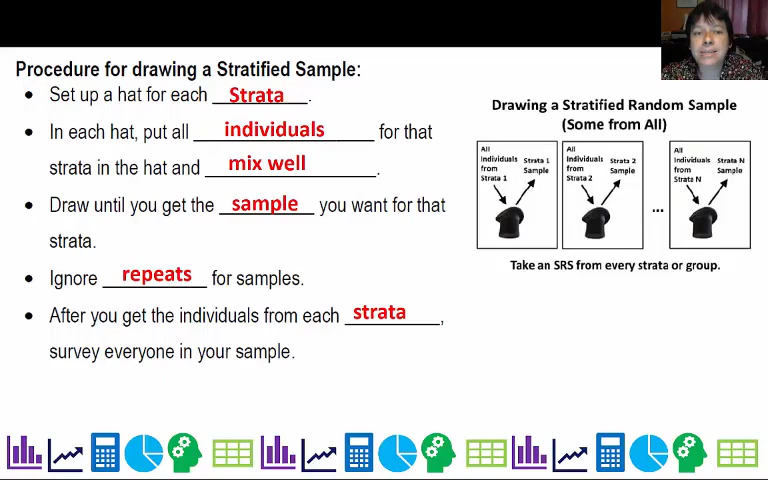 Procedure for drawing a Stratified Sample:
• Set up a hat for each Strata.
• In each hat, put all individuals for that
strata in the hat and mix well.
• Draw until you get the sample you want for that
strata.
• Ignore repeats for samples.
• After you get the individuals from each strata,
survey everyone in your sample.
Drawing a Stratified Random Sample
(Some from All)
All Individuals from Strata 1
Strata 1 Sample
All Individuals from Strata 2
Strata 2 Sample
...
All Individuals from Strata N
Strata N Sample
Take an SRS from every strata or group.